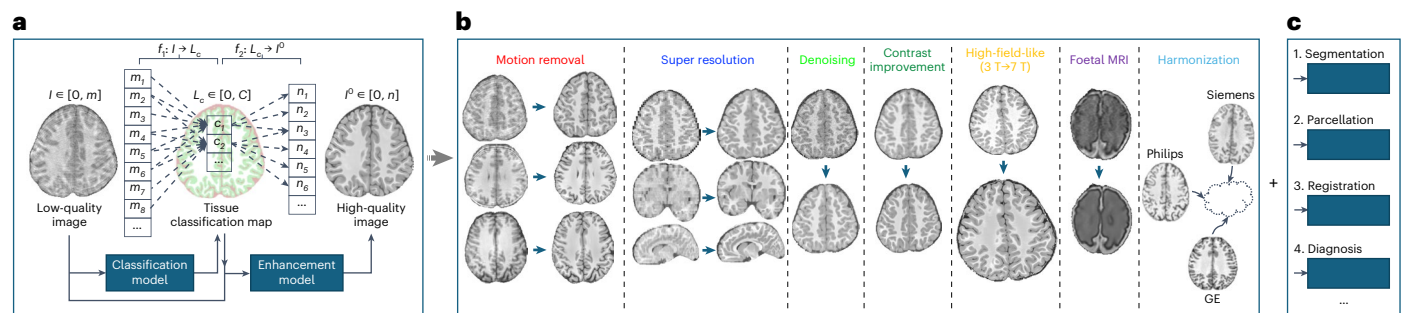 a
f₁: I → L꜀
f₂: L꜀ᵢ → I⁰
I ∈ [0, m]
L꜀ ∈ [0, C]
I⁰ ∈ [0, n]
m₁
m₂
m₃
m₄
m₅
m₆
m₇
m₈
...
c₁
c₂
...
n₁
n₂
n₃
n₄
n₅
n₆
...
Low-quality
image
Tissue
classification map
High-quality
image
Classification
model
Enhancement
model
b
Motion removal
Super resolution
Denoising
Contrast
improvement
High-field-like
(3 T→7 T)
Foetal MRI
Harmonization
Siemens
Philips
GE
+
c
1. Segmentation
2. Parcellation
3. Registration
4. Diagnosis
...